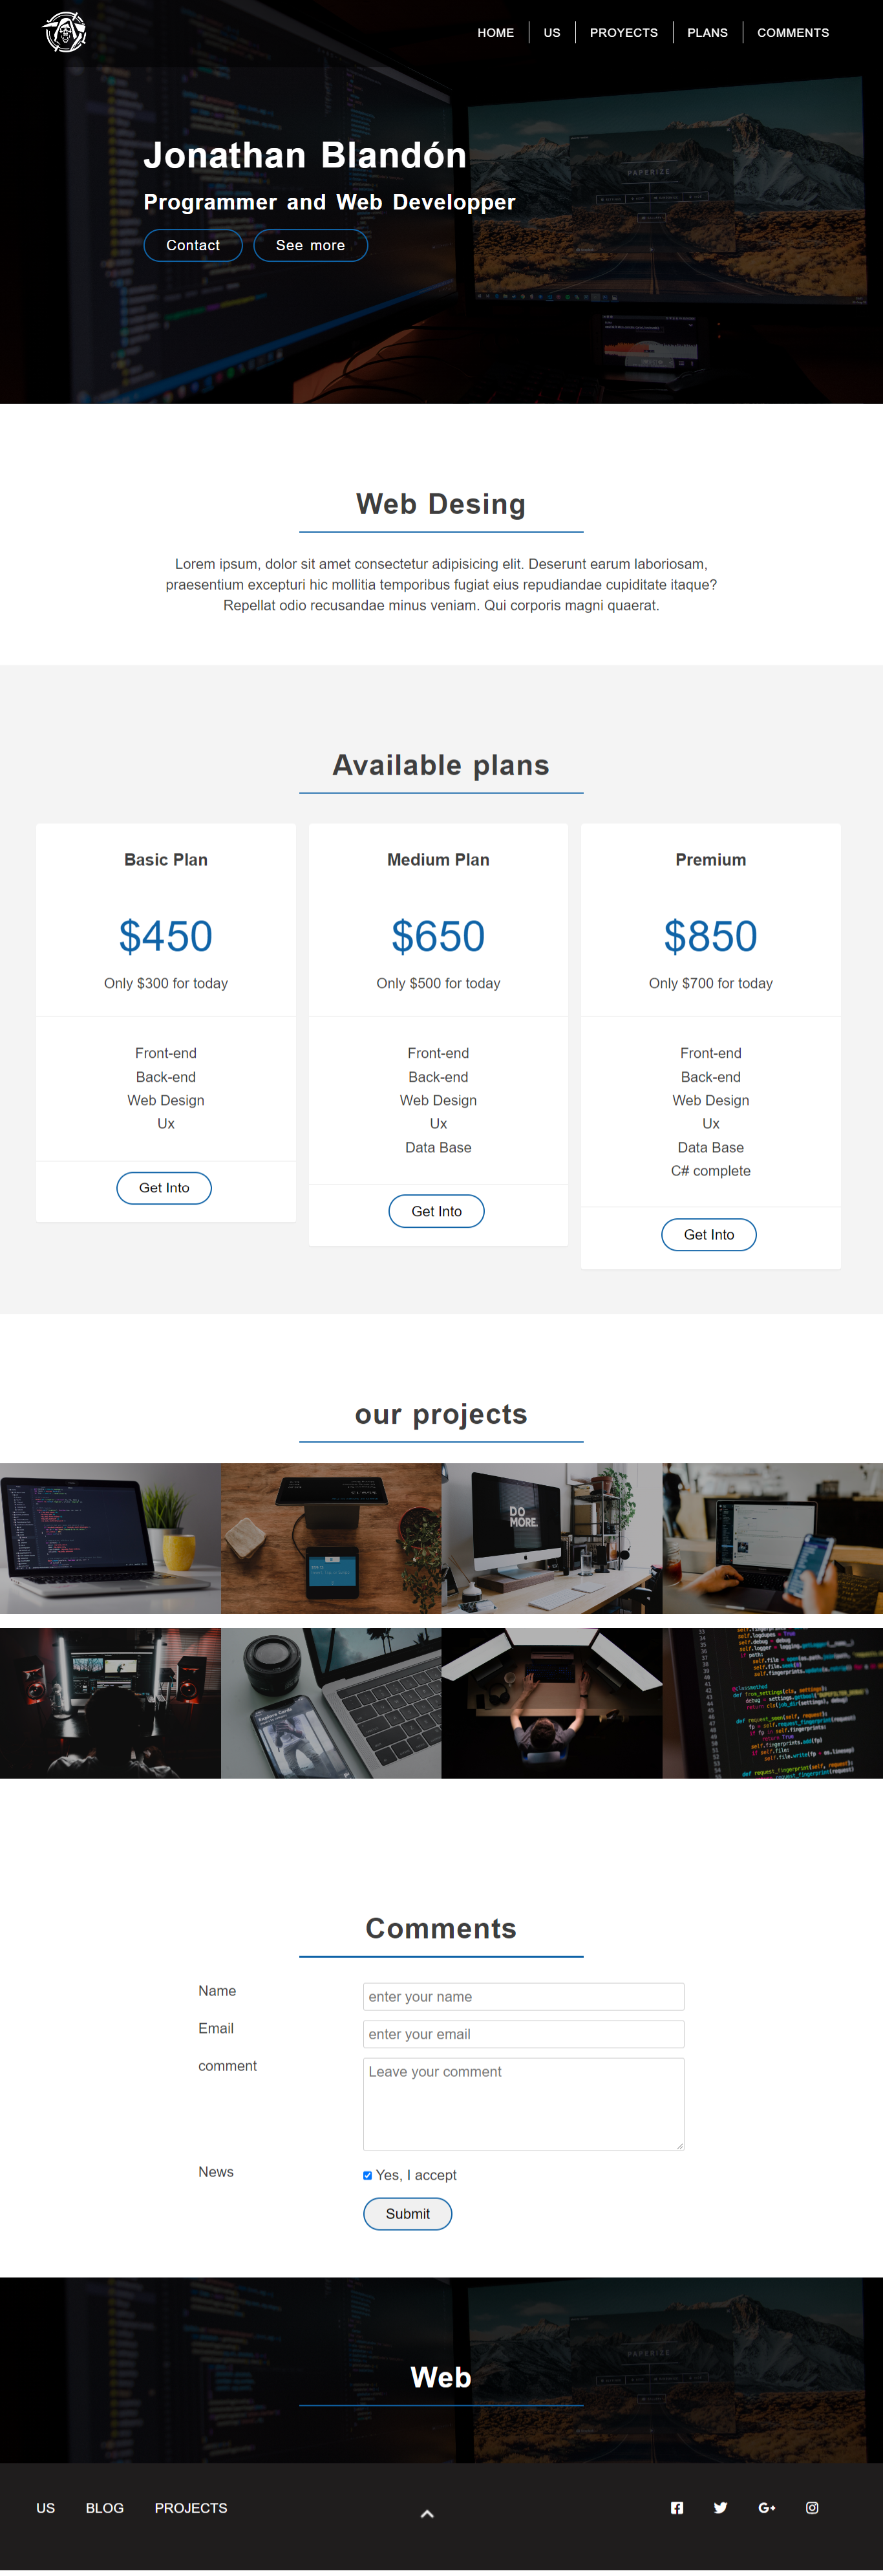 HOME US PROYECTS PLANS COMMENTS
PAPERIZE
Jonathan Blandón
Programmer and Web Developper
Contact See more
Web Desing
Lorem ipsum, dolor sit amet consectetur adipisicing elit. Deserunt earum laboriosam,
praesentium excepturi hic mollitia temporibus fugiat eius repudiandae cupiditate itaque?
Repellat odio recusandae minus veniam. Qui corporis magni quaerat.
Available plans
Basic Plan
$450
Only $300 for today
Front-end
Back-end
Web Design
Ux
Get Into
Medium Plan
$650
Only $500 for today
Front-end
Back-end
Web Design
Ux
Data Base
Get Into
Premium
$850
Only $700 for today
Front-end
Back-end
Web Design
Ux
Data Base
C# complete
Get Into
our projects
DO
MORE.
Comments
Name
enter your name
Email
enter your email
comment
Leave your comment
News
Yes, I accept
Submit
PAPERIZE
Web
US BLOG PROJECTS